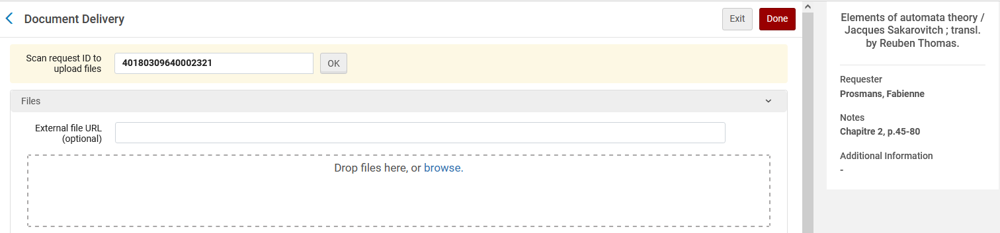 Document Delivery
Exit
Done
Scan request ID to
upload files
40180309640002321
OK
Files
External file URL
(optional)
Drop files here, or browse.
Elements of automata theory /
Jacques Sakarovitch ; transl.
by Reuben Thomas.
Requester
Prosmans, Fabienne
Notes
Chapitre 2, p.45-80
Additional Information
-